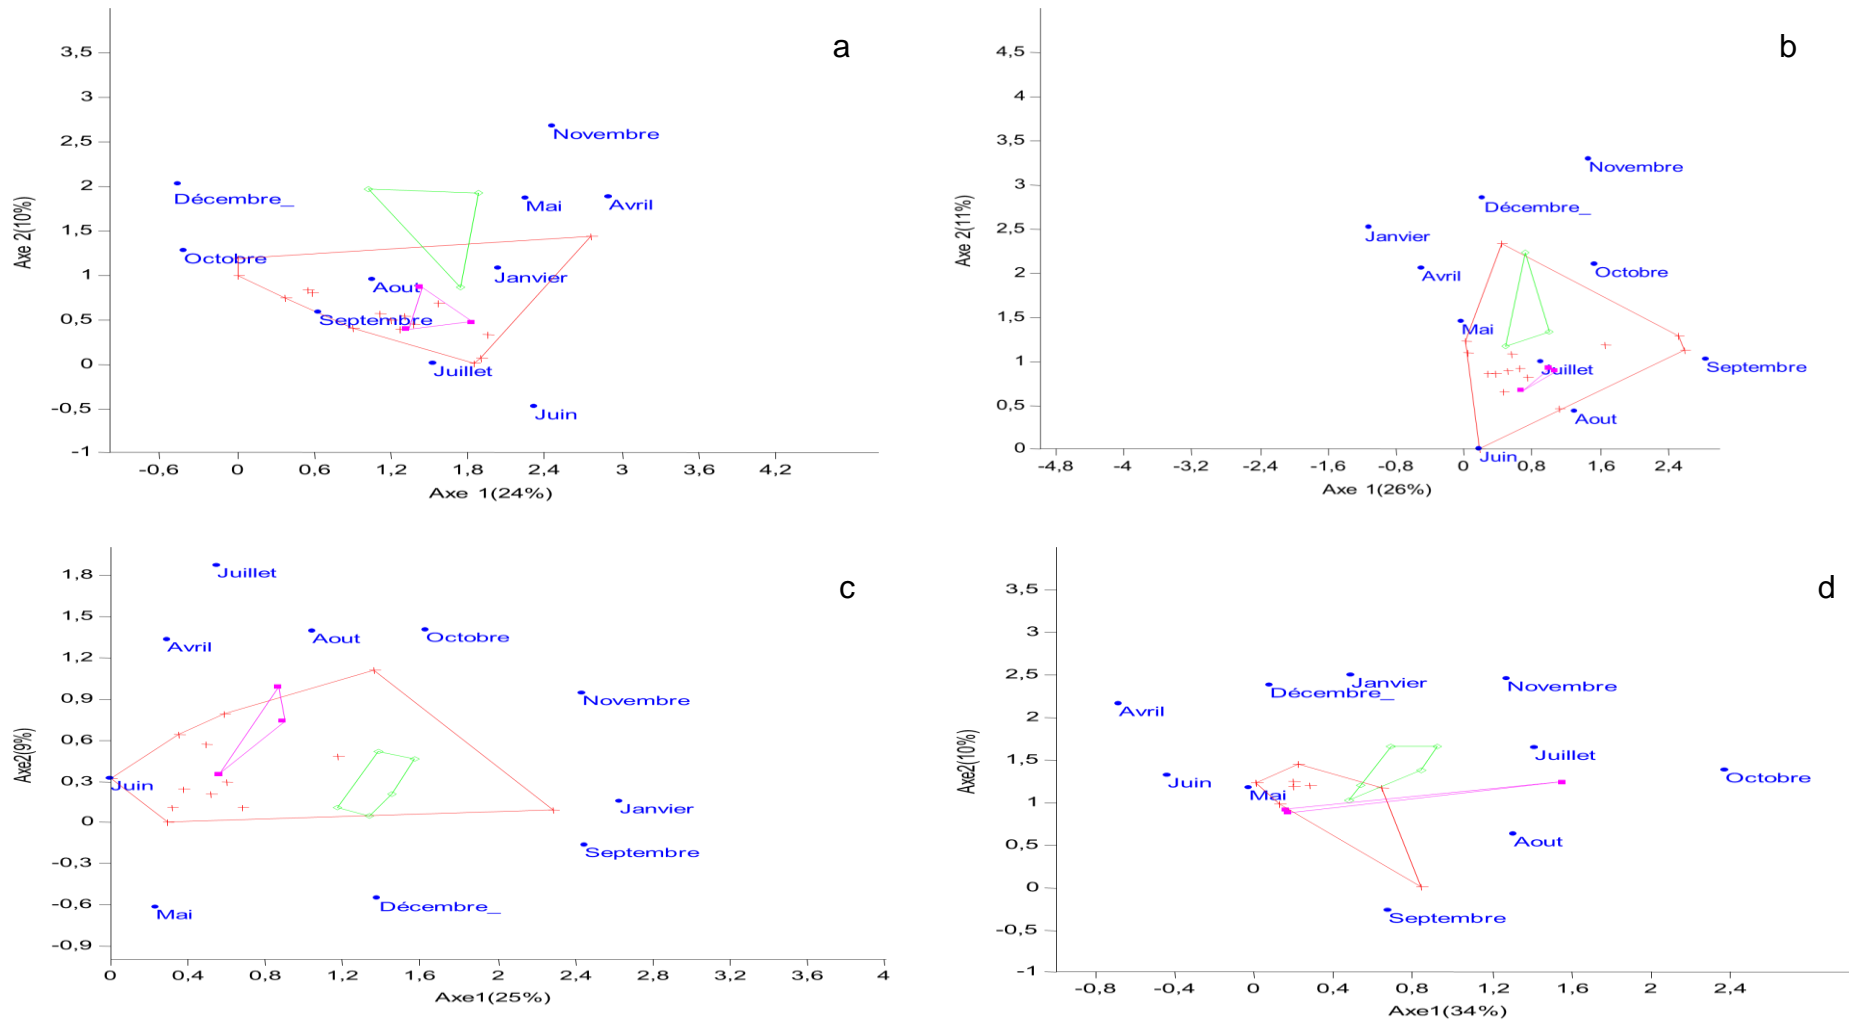 a
3,5
3
2,5
2
1,5
1
0,5
0
-0,5
-1
Axe 2(10%)
Novembre
Décembre_
Mai
Avril
Octobre
Janvier
Aout
Septembre
Juillet
Juin
-0,6 0 0,6 1,2 1,8 2,4 3 3,6 4,2
Axe 1(24%)
b
4,5
4
3,5
3
2,5
2
1,5
1
0,5
0
Axe 2(11%)
Novembre
Décembre_
Janvier
Avril
Octobre
Mai
Juillet
Septembre
Aout
Juin
-4,8 -4 -3,2 -2,4 -1,6 -0,8 0 0,8 1,6 2,4
Axe 1(26%)
c
1,8
1,5
1,2
0,9
0,6
0,3
0
-0,3
-0,6
-0,9
Axe2(9%)
Juillet
Avril
Aout
Octobre
Novembre
Juin
Janvier
Septembre
Mai
Décembre_
0 0,4 0,8 1,2 1,6 2 2,4 2,8 3,2 3,6 4
Axe1(25%)
d
3,5
3
2,5
2
1,5
1
0,5
0
-0,5
-1
Axe2(10%)
Janvier
Décembre_
Novembre
Avril
Juillet
Juin
Octobre
Mai
Aout
Septembre
-0,8 -0,4 0 0,4 0,8 1,2 1,6 2 2,4
Axe1(34%)